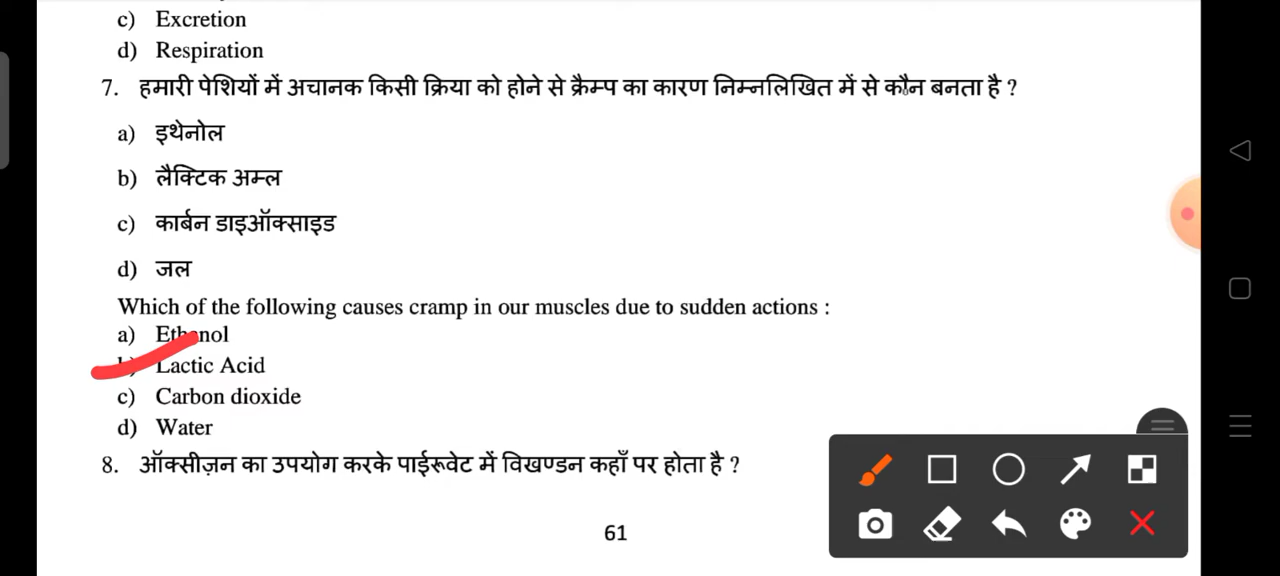 c) Excretion
d) Respiration
7. हमारी पेशियों में अचानक किसी क्रिया को होने से क्रैम्प का कारण निम्नलिखित में से कौन बनता है ?
a) इथेनोल
b) लैक्टिक अम्ल
c) कार्बन डाइऑक्साइड
d) जल
Which of the following causes cramp in our muscles due to sudden actions :
a) Ethanol
b) Lactic Acid
c) Carbon dioxide
d) Water
8. ऑक्सीज़न का उपयोग करके पाईरूवेट में विखण्डन कहाँ पर होता है ?
61